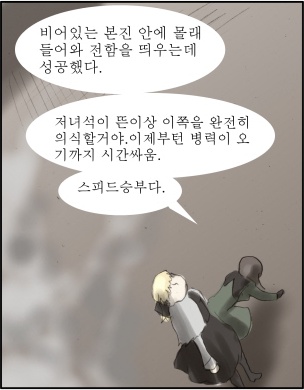 비어있는 본진 안에 몰래
들어와 전함을 띄우는데
성공했다.
저녀석이 뜬이상 이쪽을 완전히
의식할거야.이제부턴 병력이 오
기까지 시간싸움.
스피드승부다.